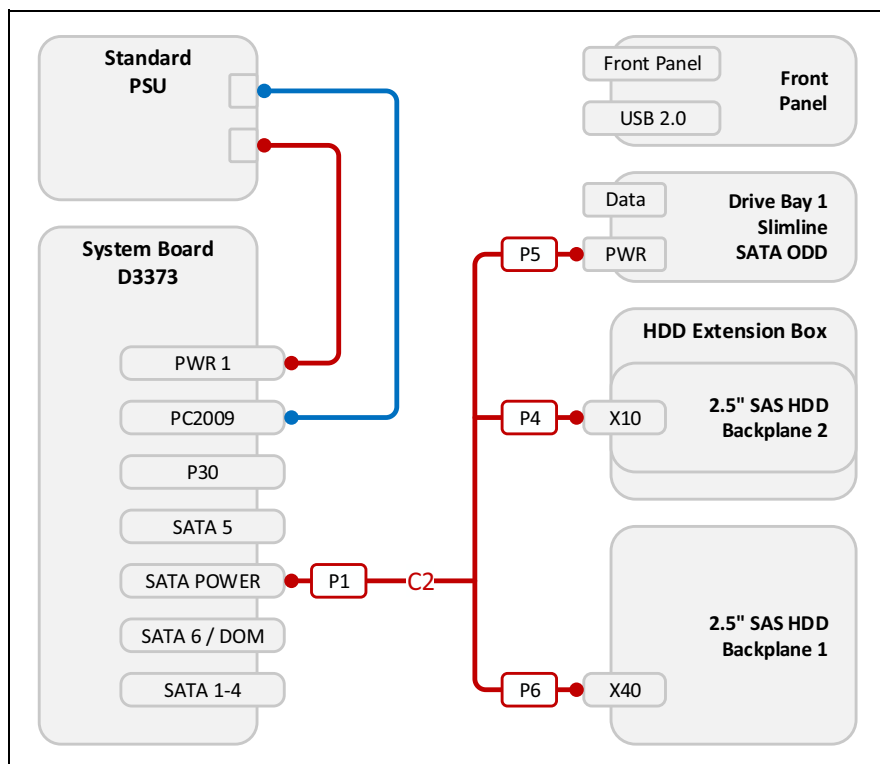 Standard
PSU
System Board
D3373
PWR 1
PC2009
P30
SATA 5
SATA POWER
SATA 6 / DOM
SATA 1-4
P1
C2
P5
P4
P6
Front Panel
USB 2.0
Front
Panel
Data
PWR
Drive Bay 1
Slimline
SATA ODD
HDD Extension Box
X10
2.5" SAS HDD
Backplane 2
X40
2.5" SAS HDD
Backplane 1